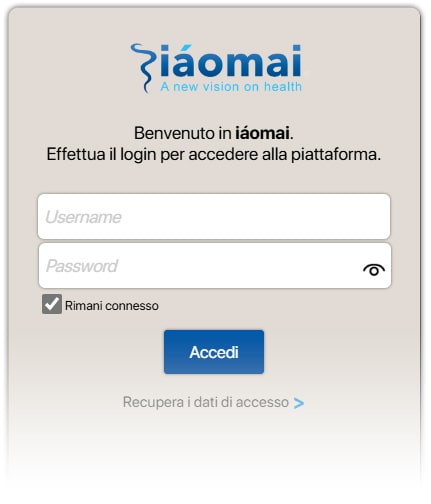 iáomai
A new vision on health
Benvenuto in iáomai.
Effettua il login per accedere alla piattaforma.
Username
Password
Rimani connesso
Accedi
Recupera i dati di accesso >